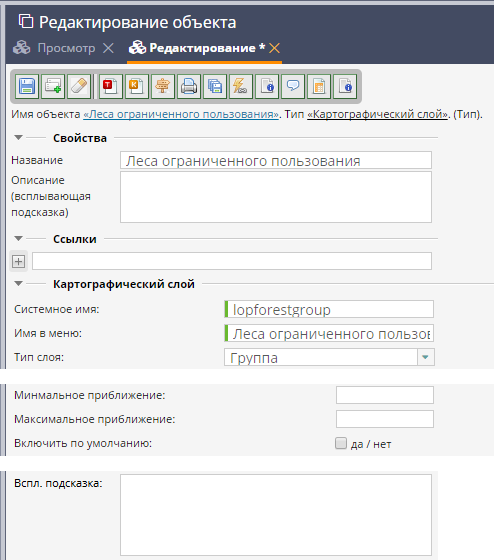 Редактирование объекта
Просмотр Редактирование *
Имя объекта «Леса ограниченного пользования». Тип «Картографический слой». (Тип).
Свойства
Название Леса ограниченного пользования
Описание
(всплывающая
подсказка)
Ссылки
Картографический слой
Системное имя: lopforestgroup
Имя в меню: Леса ограниченного пользов
Тип слоя: Группа
Минмальное приближение:
Максимальное приближение:
Включить по умолчанию: да / нет
Вспл. подсказка: